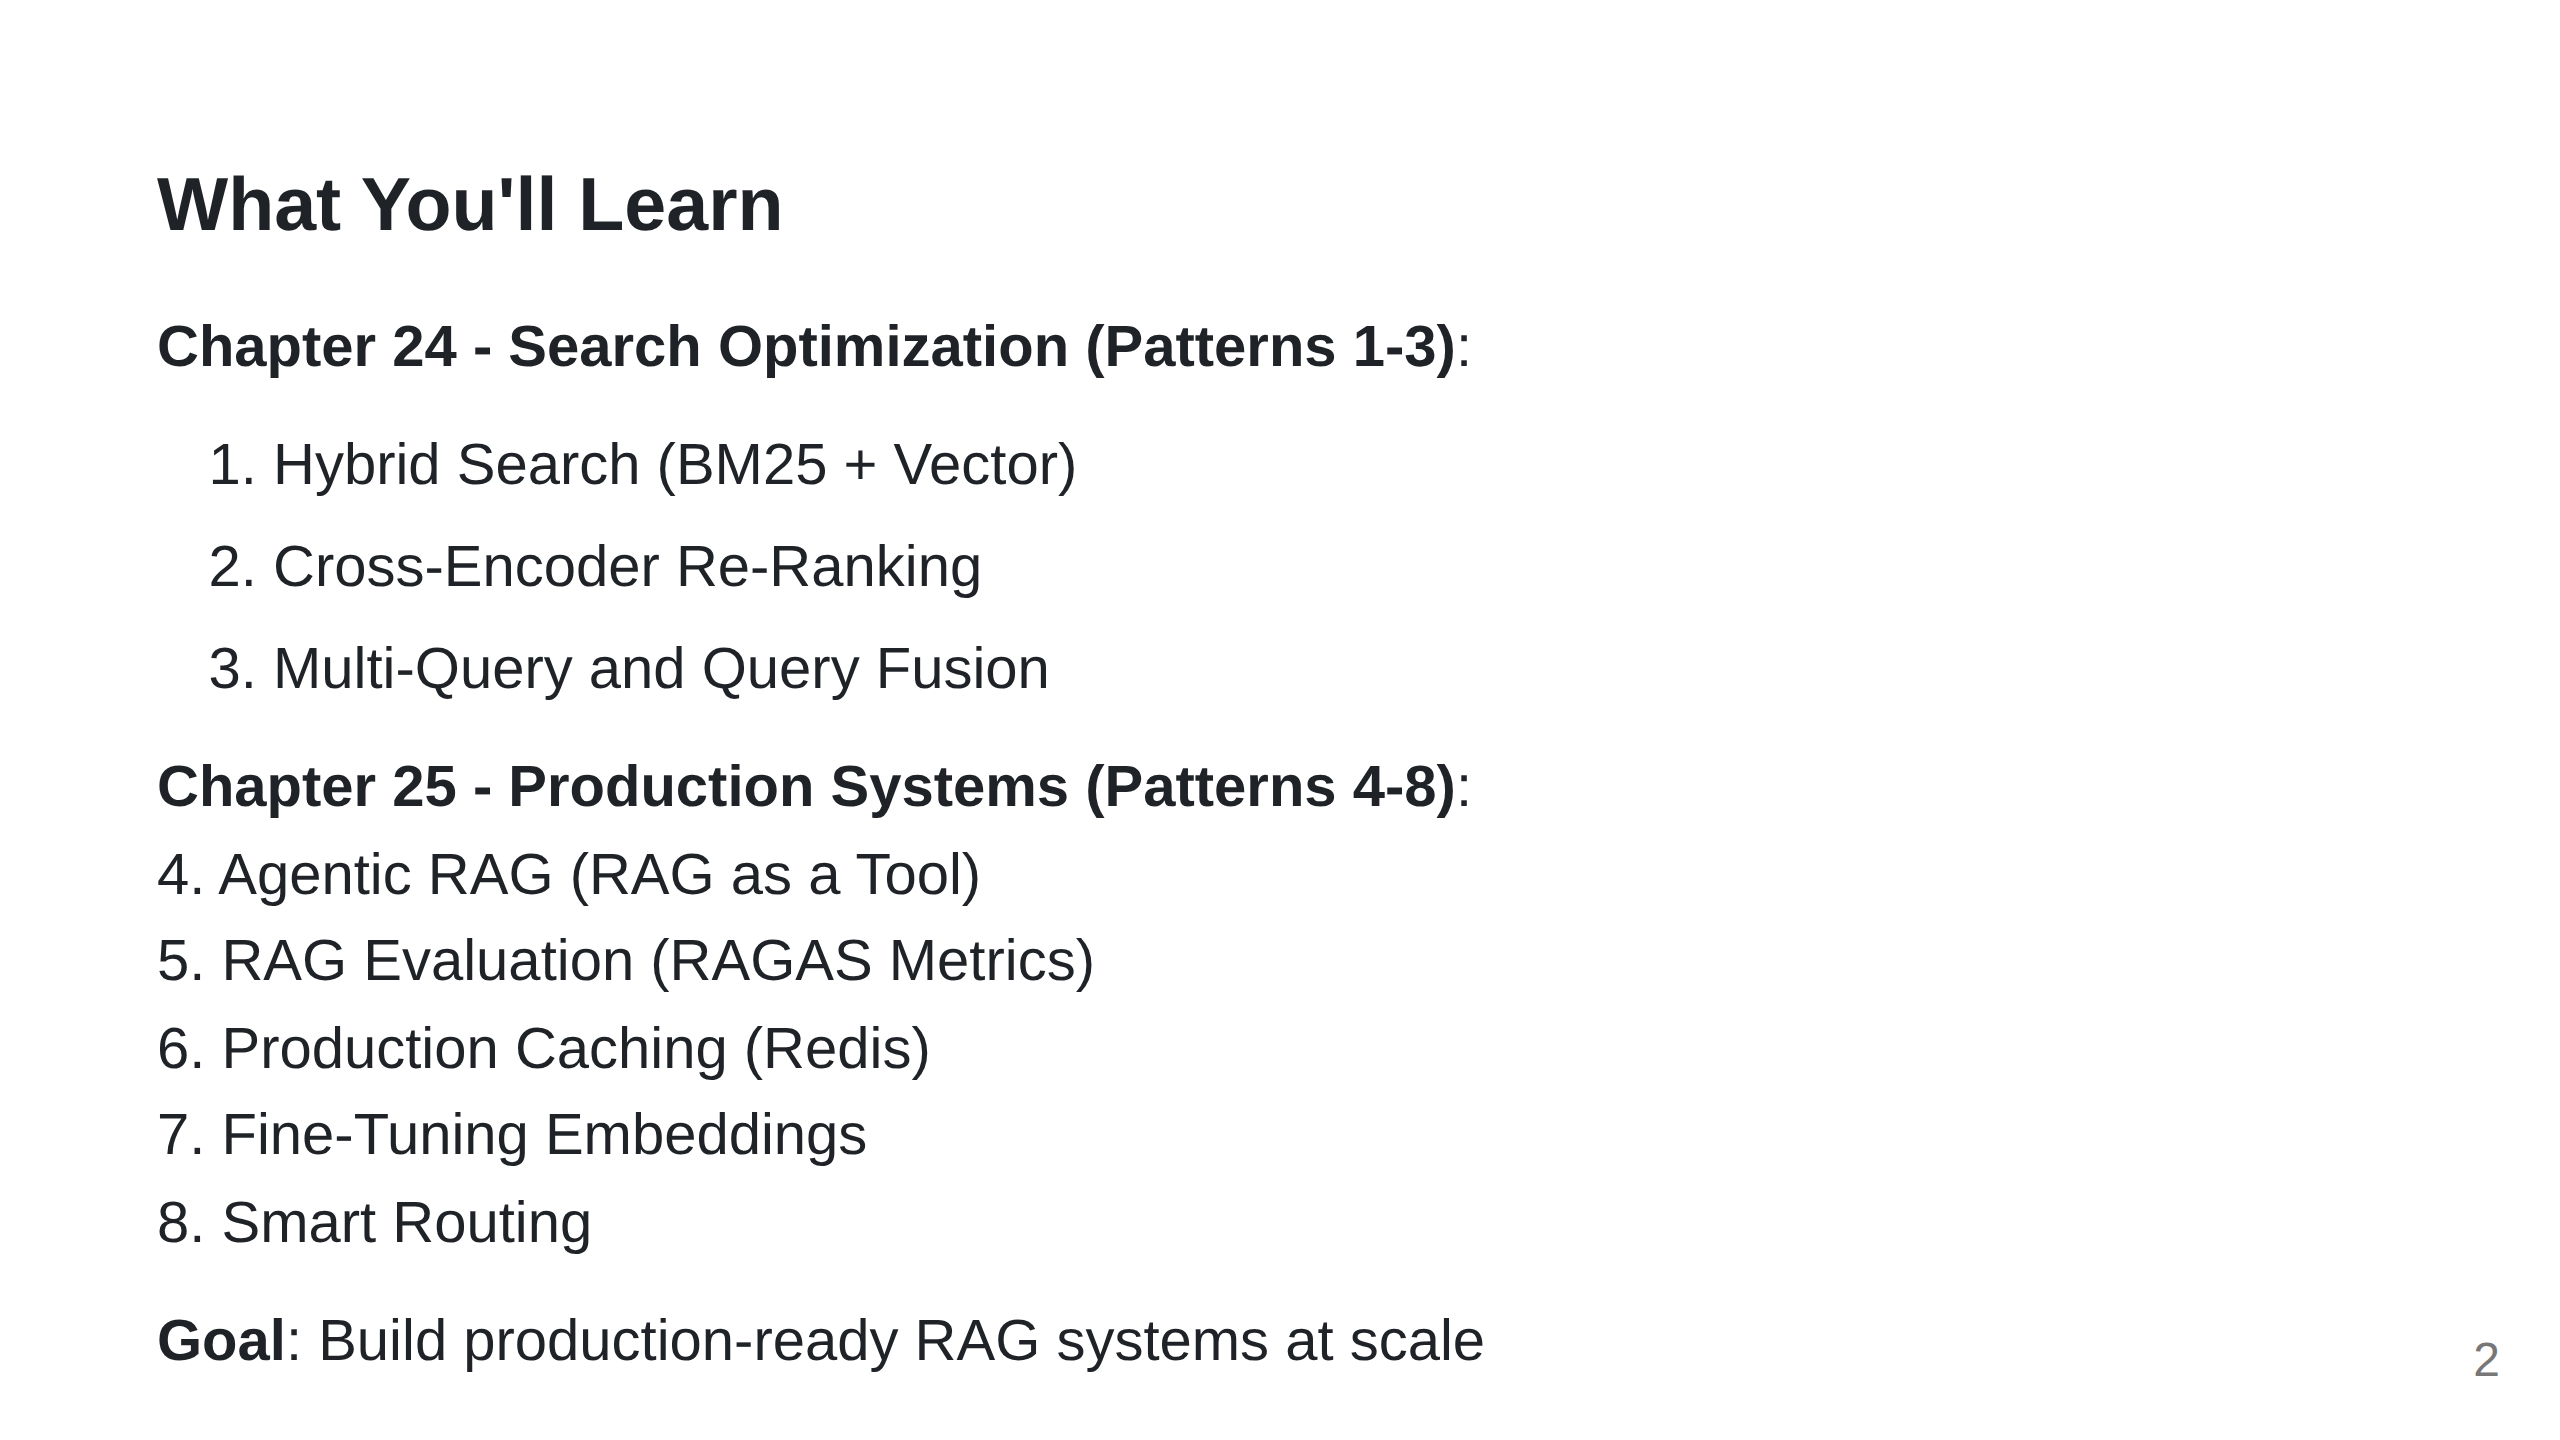 What You'll Learn
Chapter 24 - Search Optimization (Patterns 1-3):
1. Hybrid Search (BM25 + Vector)
2. Cross-Encoder Re-Ranking
3. Multi-Query and Query Fusion
Chapter 25 - Production Systems (Patterns 4-8):
4. Agentic RAG (RAG as a Tool)
5. RAG Evaluation (RAGAS Metrics)
6. Production Caching (Redis)
7. Fine-Tuning Embeddings
8. Smart Routing
Goal: Build production-ready RAG systems at scale
2